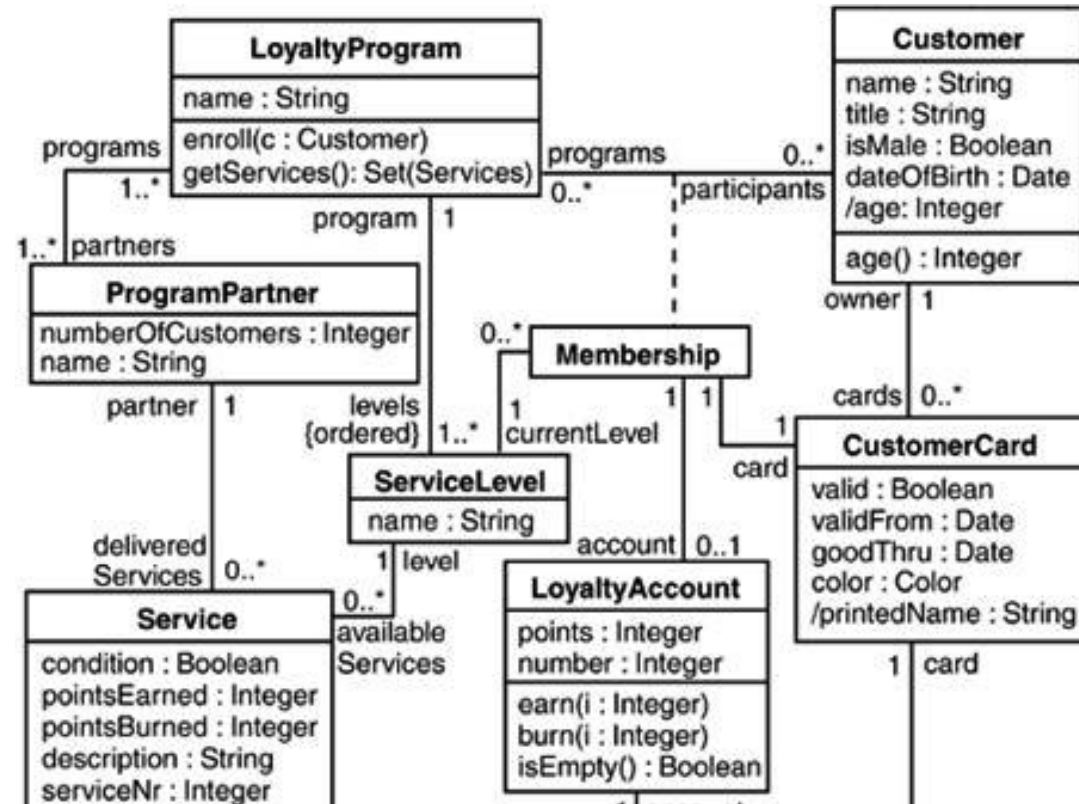 LoyaltyProgram
name : String
enroll(c : Customer)
getServices(): Set(Services)
Customer
name : String
title : String
isMale : Boolean
dateOfBirth : Date
/age: Integer
age() : Integer
programs
1..*
programs
0..*
0..*
participants
program
1
1..*
partners
ProgramPartner
numberOfCustomers : Integer
name : String
owner
1
0..*
Membership
partner
1
levels
{ordered}
1..*
1
currentLevel
1
1
cards
0..*
1
card
CustomerCard
valid : Boolean
validFrom : Date
goodThru : Date
color : Color
/printedName : String
ServiceLevel
name : String
delivered
Services
0..*
1
level
0..*
available
Services
account
0..1
Service
condition : Boolean
pointsEarned : Integer
pointsBurned : Integer
description : String
serviceNr : Integer
LoyaltyAccount
points : Integer
number : Integer
earn(i : Integer)
burn(i : Integer)
isEmpty() : Boolean
1
card